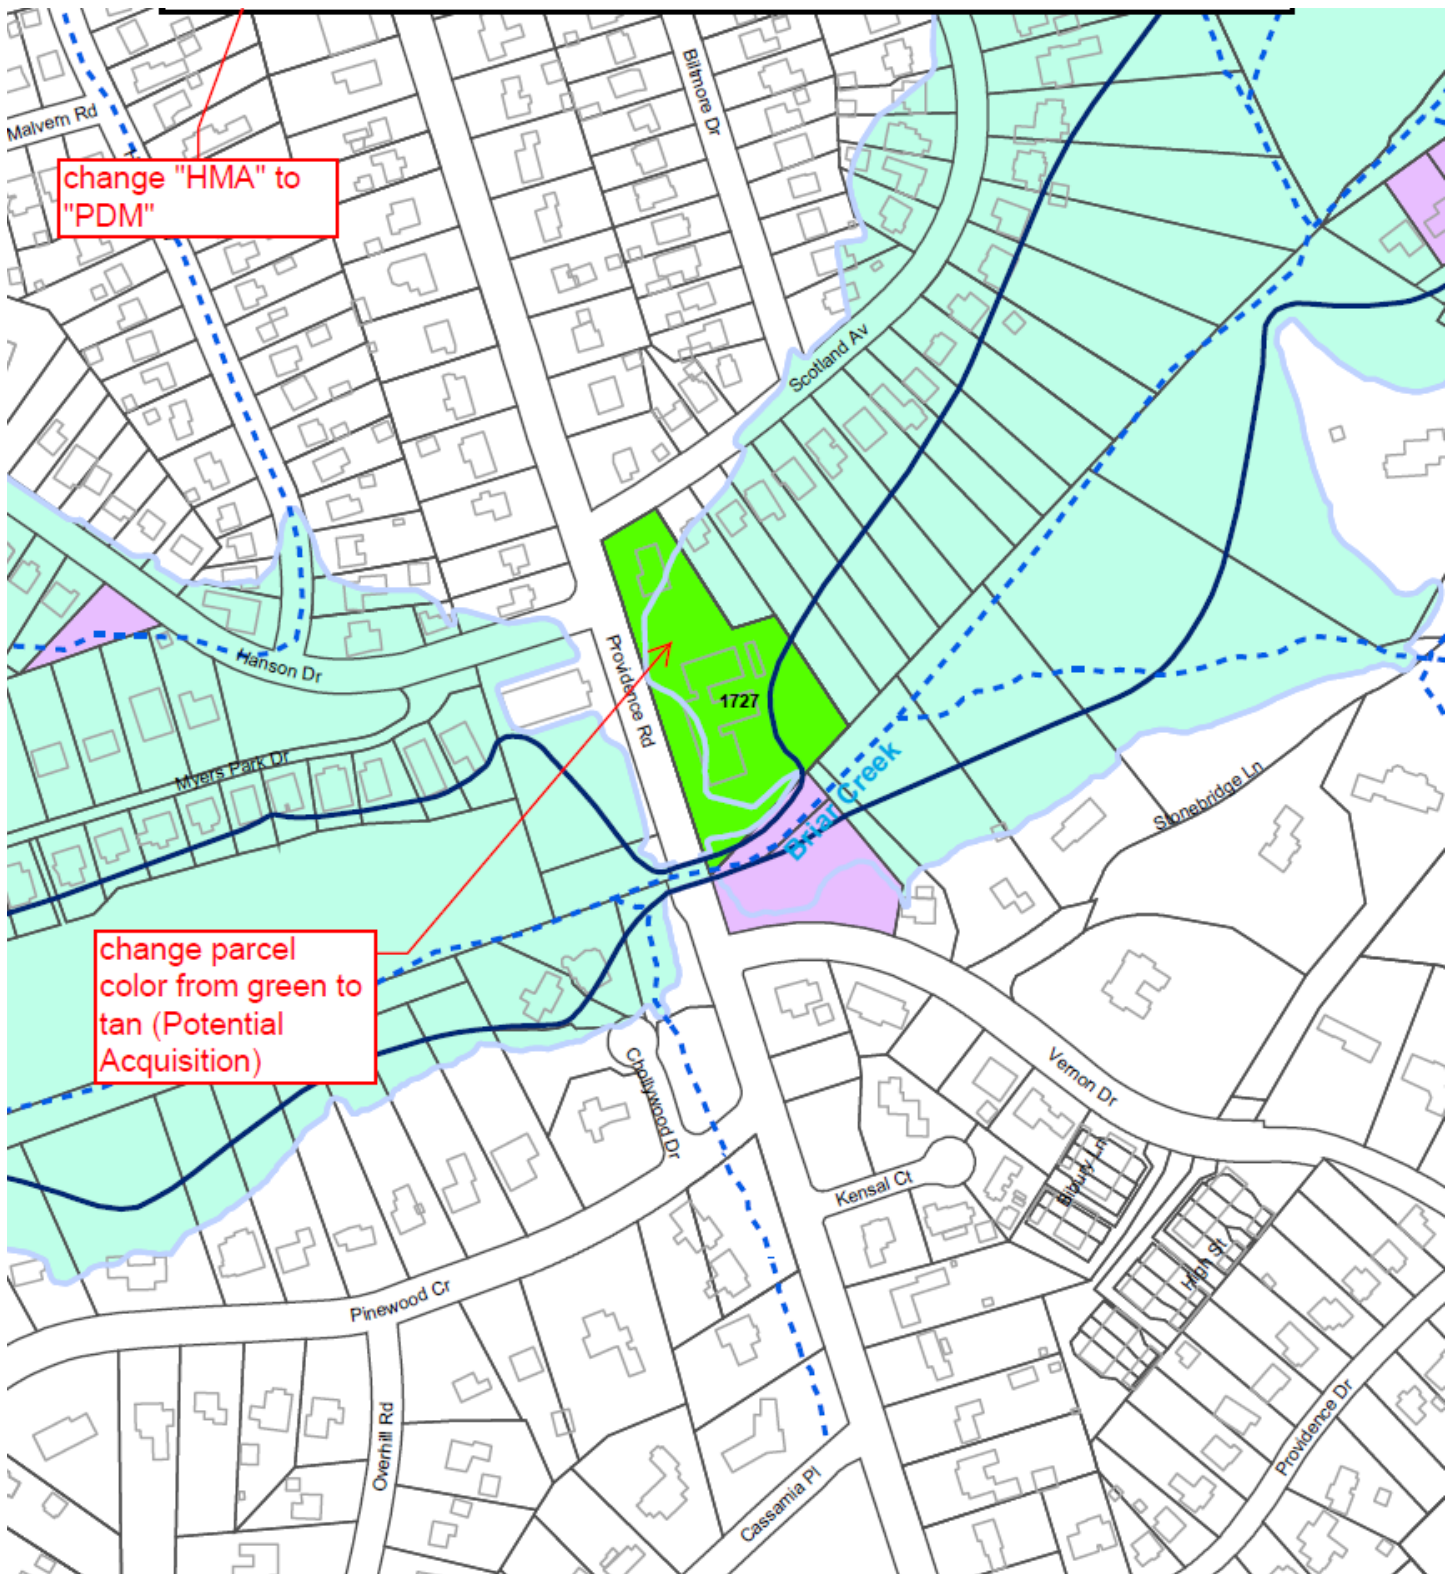 Biltmore Dr
Malvern Rd
change "HMA" to
"PDM"
Scotland Av
Hanson Dr
Providence Rd
1727
Myers Park Dr
Briar Creek
Stonebridge Ln
change parcel
color from green to
tan (Potential
Acquisition)
Chollywood Dr
Vernon Dr
Kensal Ct
Bibury Ln
High St
Pinewood Cr
Overhill Rd
Providence Dr
Cassamia Pl